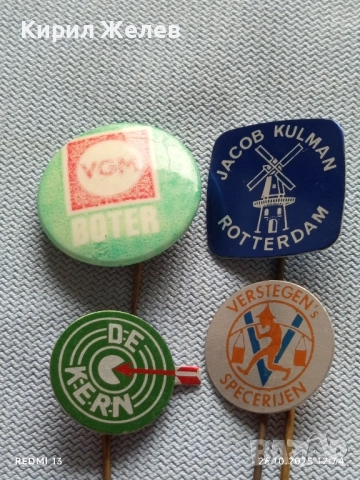 Кирил Желев
VGM
BOTER
JACOB KULMAN
ROTTERDAM
DE
KERN
VERSTEGEN's
V
SPECERIJEN
REDMI 13